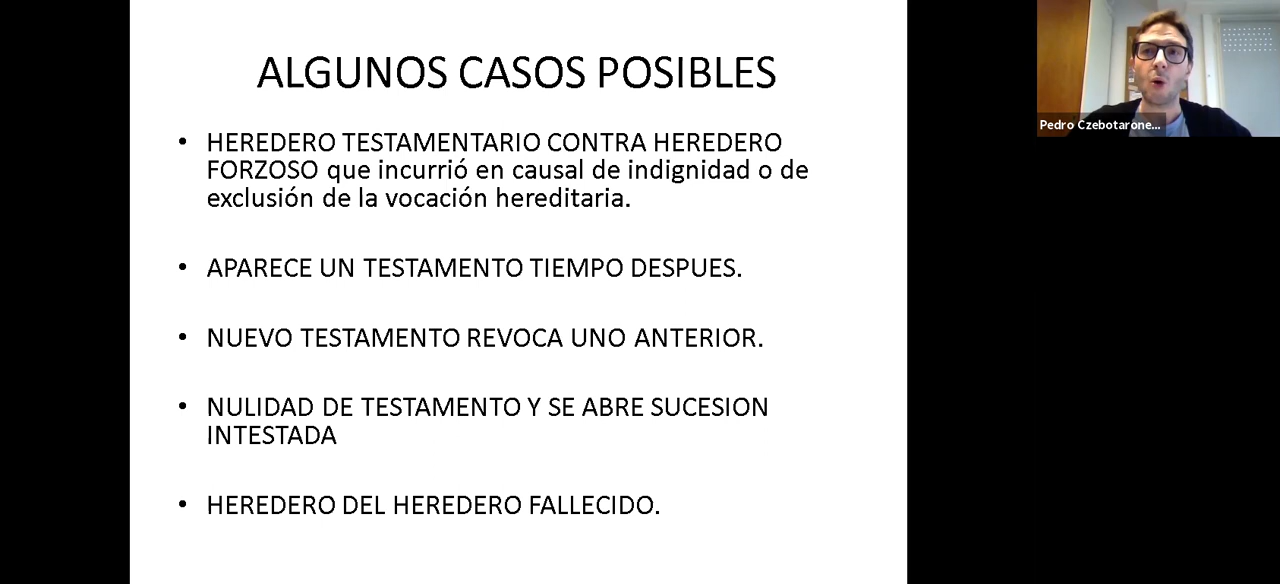 ALGUNOS CASOS POSIBLES
• HEREDERO TESTAMENTARIO CONTRA HEREDERO
FORZOSO que incurrió en causal de indignidad o de
exclusión de la vocación hereditaria.
• APARECE UN TESTAMENTO TIEMPO DESPUES.
• NUEVO TESTAMENTO REVOCA UNO ANTERIOR.
• NULIDAD DE TESTAMENTO Y SE ABRE SUCESION
INTESTADA
• HEREDERO DEL HEREDERO FALLECIDO.
Pedro Czebotarone...